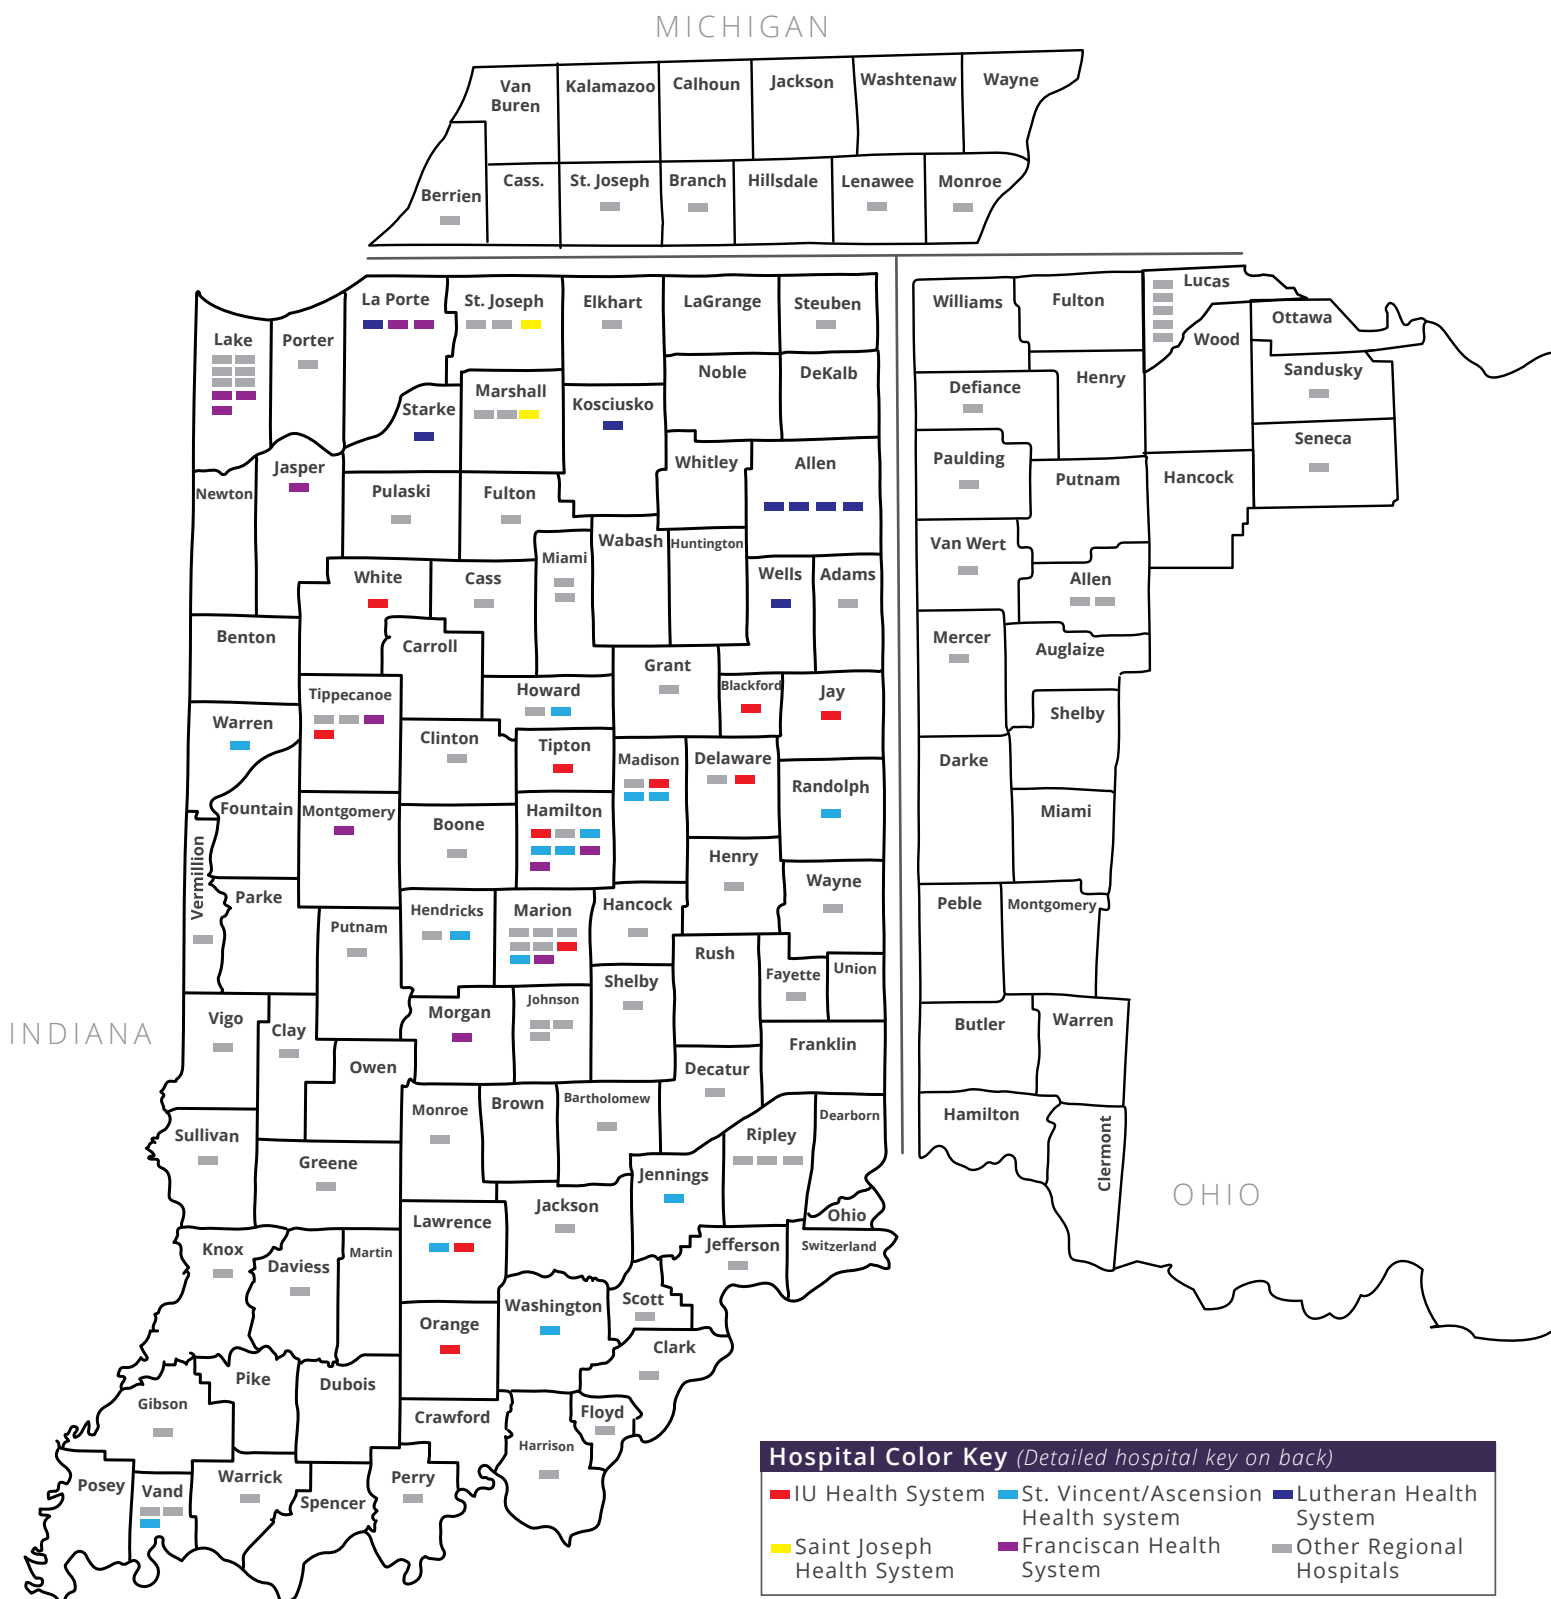 MICHIGAN
Van
Buren
Kalamazoo
Calhoun
Jackson
Washtenaw
Wayne
Berrien
Cass.
St. Joseph
Branch
Hillsdale
Lenawee
Monroe
Lake
Porter
La Porte
St. Joseph
Elkhart
LaGrange
Steuben
Starke
Marshall
Kosciusko
Noble
DeKalb
Newton
Jasper
Pulaski
Fulton
Whitley
Allen
White
Cass
Miami
Wabash
Huntington
Wells
Adams
Benton
Carroll
Grant
Blackford
Jay
Warren
Tippecanoe
Howard
Clinton
Tipton
Madison
Delaware
Randolph
Fountain
Montgomery
Boone
Hamilton
Vermillion
Parke
Putnam
Hendricks
Marion
Hancock
Henry
Wayne
Rush
Fayette
Union
INDIANA
Vigo
Clay
Owen
Morgan
Johnson
Shelby
Decatur
Franklin
Sullivan
Greene
Monroe
Brown
Bartholomew
Ripley
Dearborn
Jennings
Lawrence
Jackson
Ohio
Jefferson
Switzerland
Knox
Daviess
Martin
Orange
Washington
Scott
Clark
Gibson
Pike
Dubois
Crawford
Floyd
Harrison
Posey
Vand
Warrick
Spencer
Perry
Williams
Fulton
Lucas
Ottawa
Wood
Defiance
Henry
Sandusky
Paulding
Putnam
Hancock
Seneca
Van Wert
Allen
Mercer
Auglaize
Shelby
Darke
Miami
Peble
Montgomery
Butler
Warren
Hamilton
Clermont
OHIO
Hospital Color Key (Detailed hospital key on back)
IU Health System
St. Vincent/Ascension
Health system
Lutheran Health
System
Saint Joseph
Health System
Franciscan Health
System
Other Regional
Hospitals